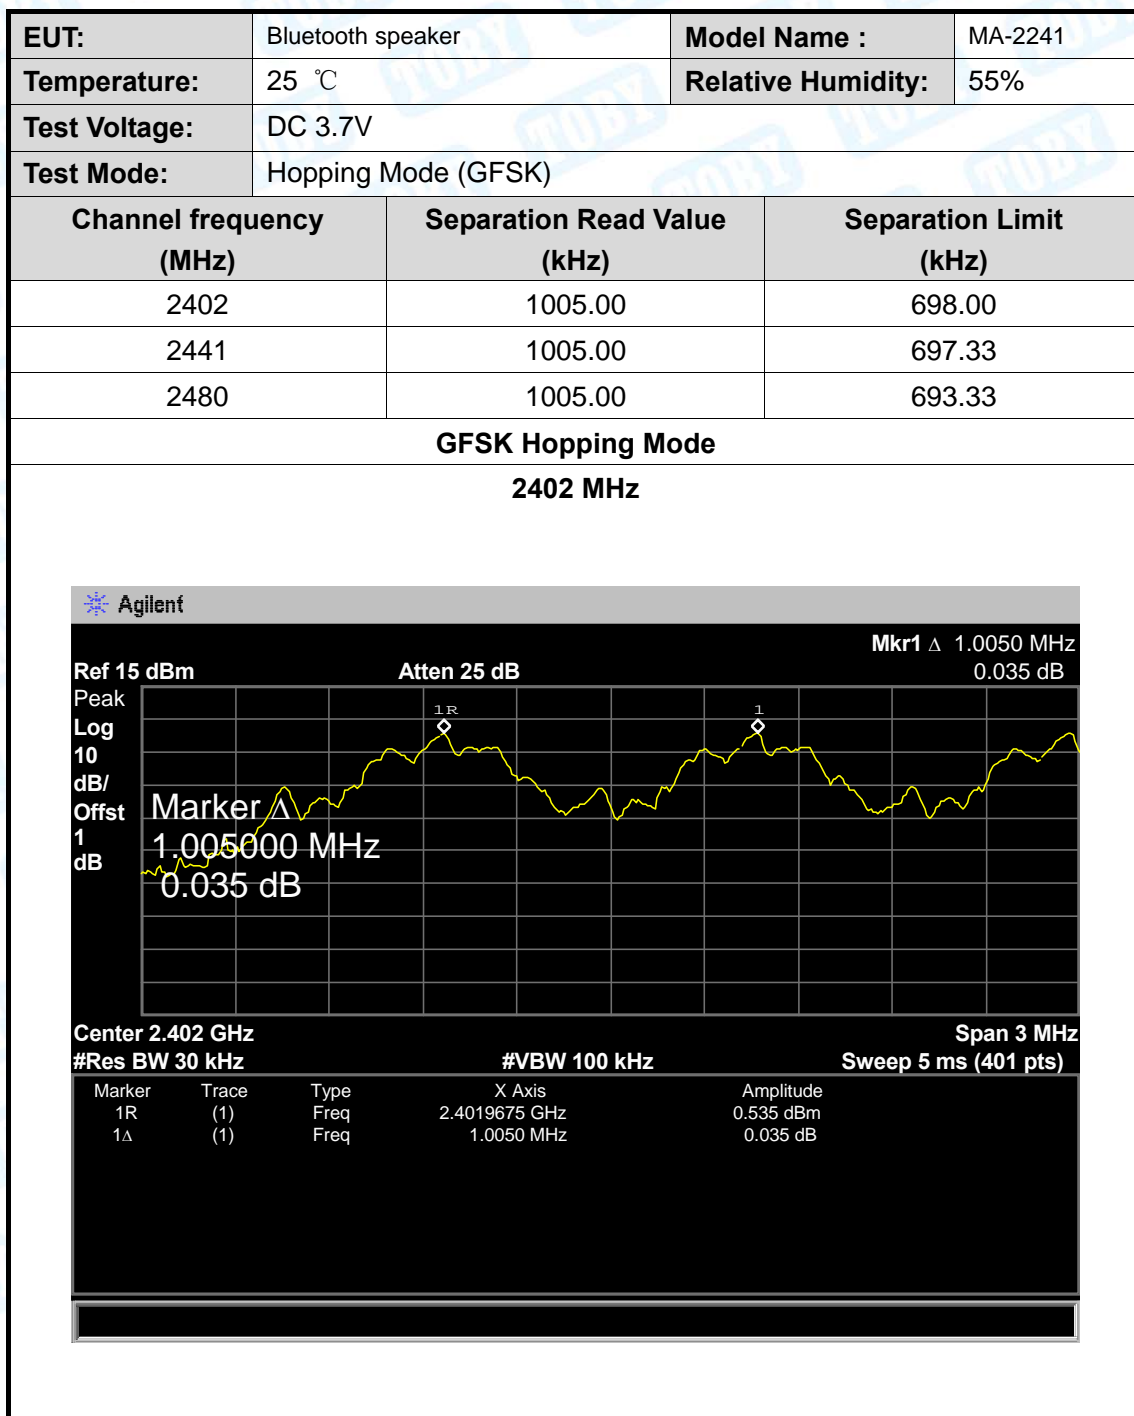 EUT: Bluetooth speaker Model Name : MA-2241
Temperature: 25 ℃ Relative Humidity: 55%
Test Voltage: DC 3.7V
Test Mode: Hopping Mode (GFSK)
Channel frequency Separation Read Value Separation Limit
(MHz) (kHz) (kHz)
2402 1005.00 698.00
2441 1005.00 697.33
2480 1005.00 693.33
GFSK Hopping Mode
2402 MHz
Agilent
Mkr1 Δ 1.0050 MHz
Ref 15 dBm Atten 25 dB 0.035 dB
Peak
Log
10
dB/
Offst
1
dB
1R 1
Marker Δ
1.005000 MHz
0.035 dB
Center 2.402 GHz Span 3 MHz
#Res BW 30 kHz #VBW 100 kHz Sweep 5 ms (401 pts)
Marker Trace Type X Axis Amplitude
1R (1) Freq 2.4019675 GHz 0.535 dBm
1Δ (1) Freq 1.0050 MHz 0.035 dB
TOBY